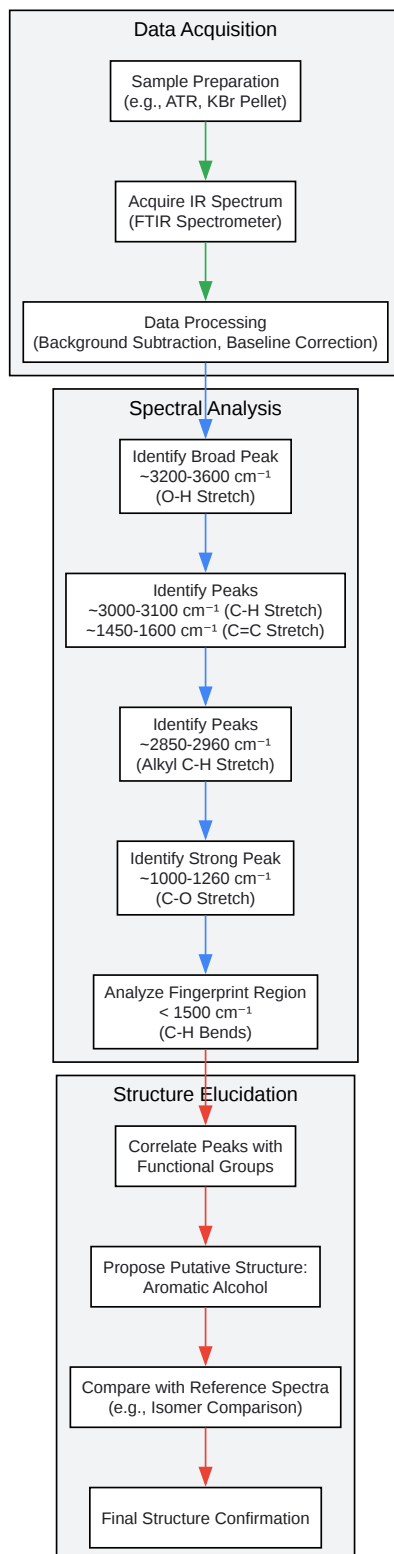 Data Acquisition
Sample Preparation
(e.g., ATR, KBr Pellet)
Acquire IR Spectrum
(FTIR Spectrometer)
Data Processing
(Background Subtraction, Baseline Correction)
Spectral Analysis
Identify Broad Peak
~3200-3600 cm⁻¹
(O-H Stretch)
Identify Peaks
~3000-3100 cm⁻¹ (C-H Stretch)
~1450-1600 cm⁻¹ (C=C Stretch)
Identify Peaks
~2850-2960 cm⁻¹
(Alkyl C-H Stretch)
Identify Strong Peak
~1000-1260 cm⁻¹
(C-O Stretch)
Analyze Fingerprint Region
< 1500 cm⁻¹
(C-H Bends)
Structure Elucidation
Correlate Peaks with
Functional Groups
Propose Putative Structure:
Aromatic Alcohol
Compare with Reference Spectra
(e.g., Isomer Comparison)
Final Structure Confirmation